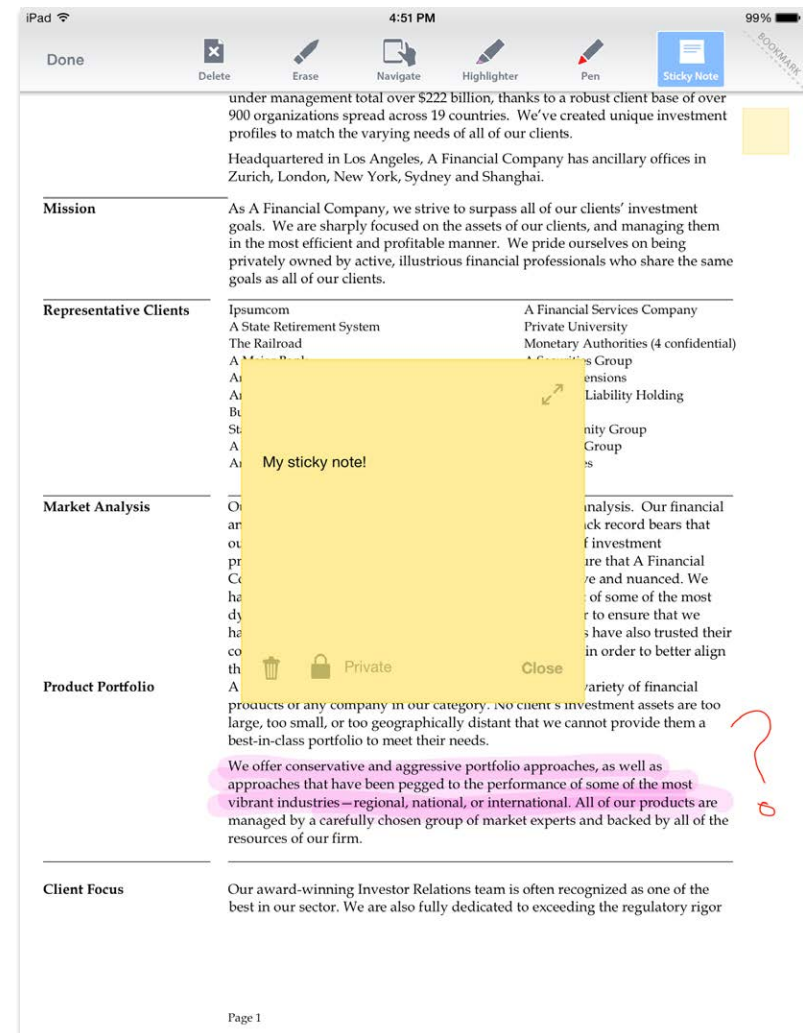 iPad 4:51 PM 99%
Done Delete Erase Navigate Highlighter Pen Sticky Note BOOKMARK
under management total over $222 billion, thanks to a robust client base of over
900 organizations spread across 19 countries. We've created unique investment
profiles to match the varying needs of all of our clients.
Headquartered in Los Angeles, A Financial Company has ancillary offices in
Zurich, London, New York, Sydney and Shanghai.
Mission
As A Financial Company, we strive to surpass all of our clients' investment
goals. We are sharply focused on the assets of our clients, and managing them
in the most efficient and profitable manner. We pride ourselves on being
privately owned by active, illustrious financial professionals who share the same
goals as all of our clients.
Representative Clients
Ipsumcom A Financial Services Company
A State Retirement System Private University
The Railroad Monetary Authorities (4 confidential)
A Group
Liability Holding
Group
A Group
My sticky note!
Market Analysis
analysis. Our financial
track record bears that
of investment
that A Financial
and nuanced. We
of some of the most
to ensure that we
have also trusted their
in order to better align
Private Close
Product Portfolio
A variety of financial
products of any company in our category. No client's investment assets are too
large, too small, or too geographically distant that we cannot provide them a
best-in-class portfolio to meet their needs.
We offer conservative and aggressive portfolio approaches, as well as
approaches that have been pegged to the performance of some of the most
vibrant industries—regional, national, or international. All of our products are
managed by a carefully chosen group of market experts and backed by all of the
resources of our firm.
?
Client Focus
Our award-winning Investor Relations team is often recognized as one of the
best in our sector. We are also fully dedicated to exceeding the regulatory rigor
Page 1